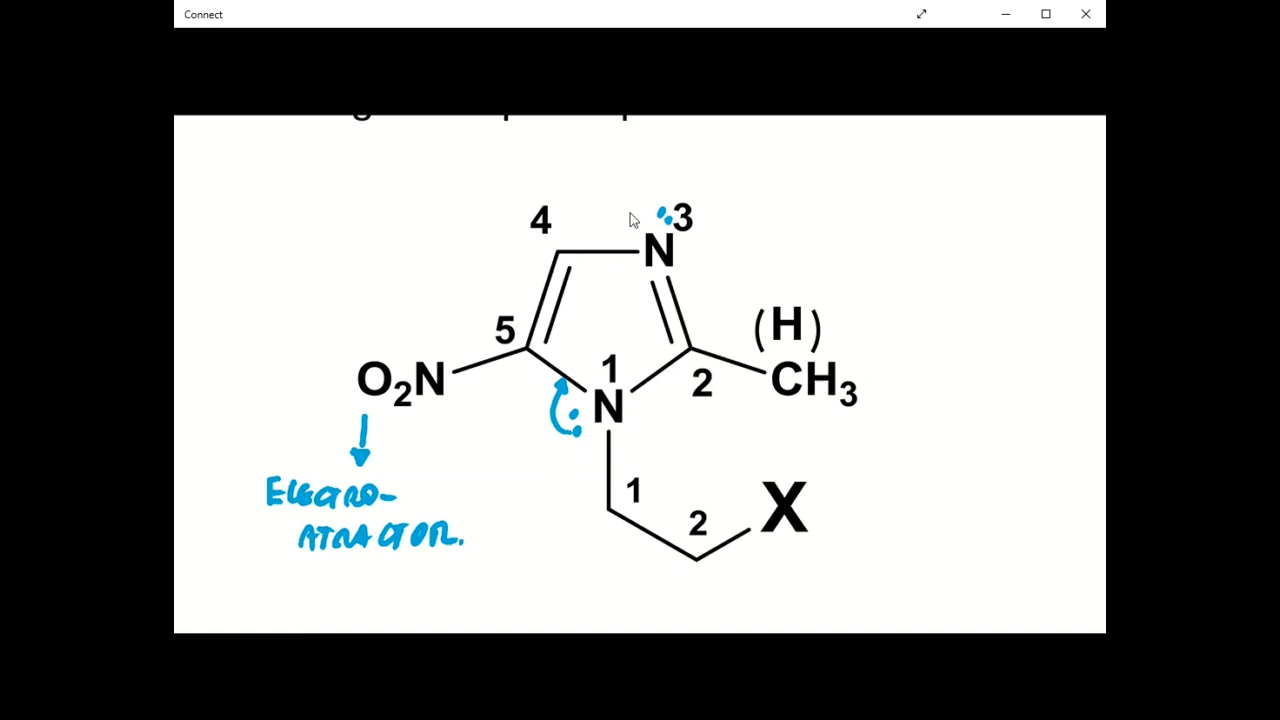 Connect
4
3
N
(H)
5
1
2
O2N
N
CH3
ELECTRO-
1
X
2
ATRACTOR.